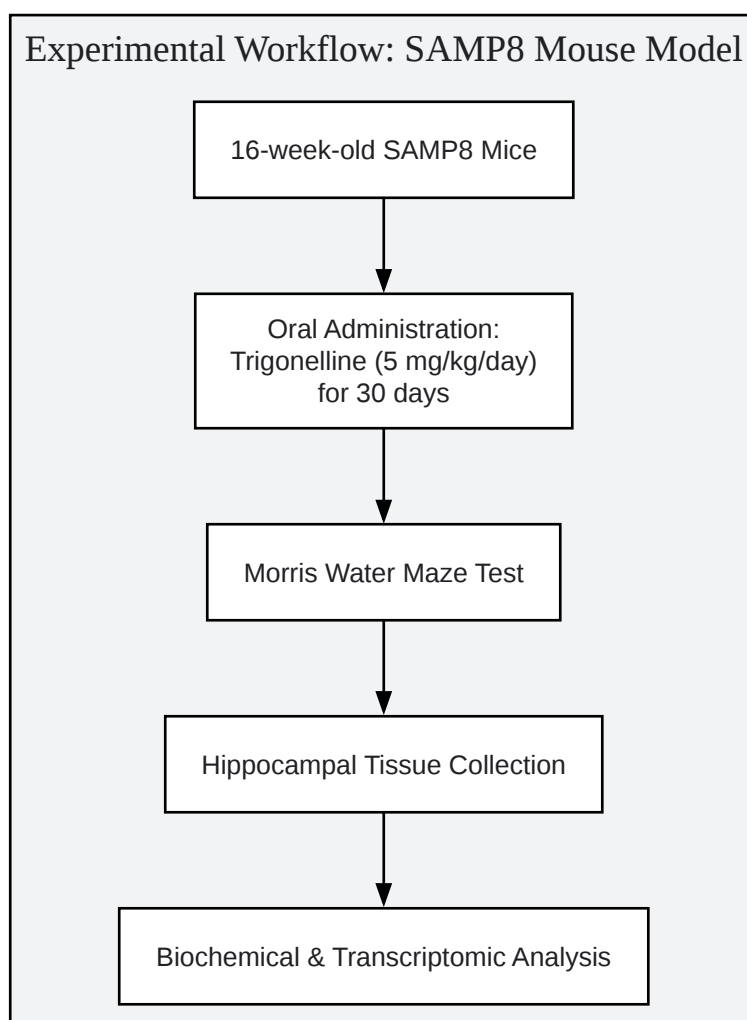 Experimental Workflow: SAMP8 Mouse Model
16-week-old SAMP8 Mice
Oral Administration:
Trigonelline (5 mg/kg/day)
for 30 days
Morris Water Maze Test
Hippocampal Tissue Collection
Biochemical & Transcriptomic Analysis